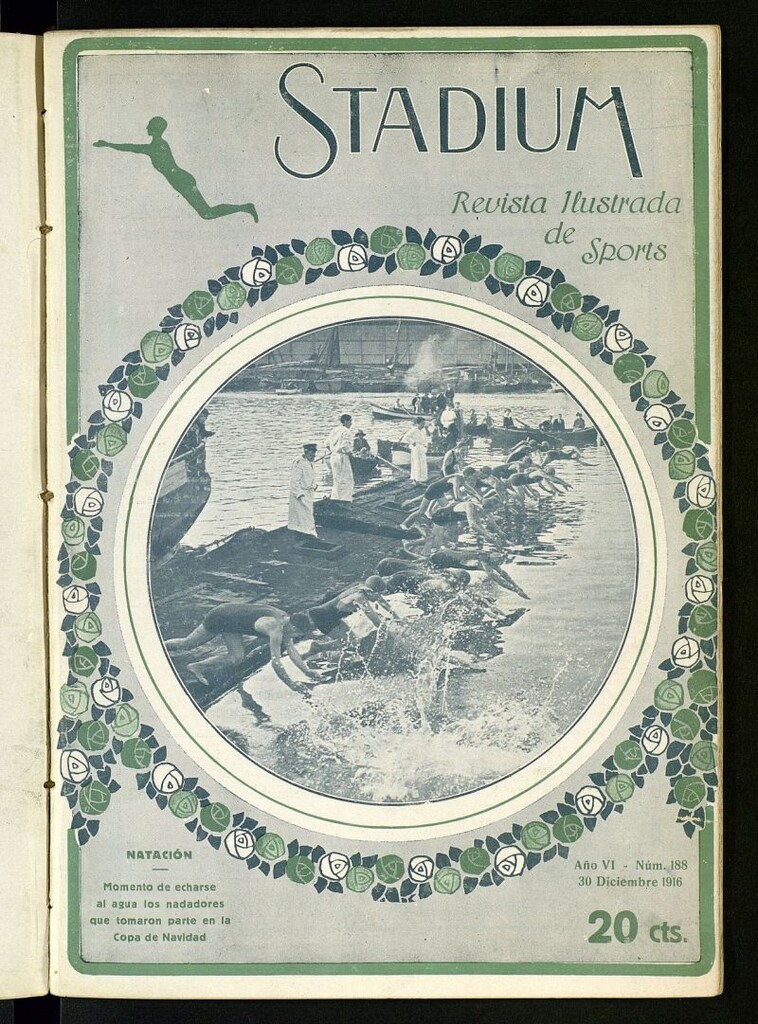 STADIUM
Revista Ilustrada
de Sports
NATACIÓN
Momento de echarse
al agua los nadadores
que tomaron parte en la
Copa de Navidad
Año VI - Núm. 188
30 Diciembre 1916
20 cts.